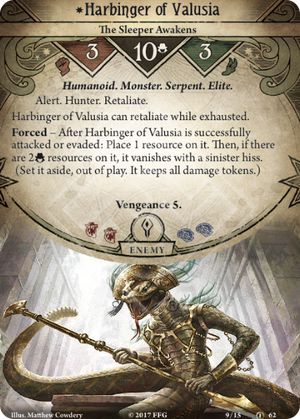 Harbinger of Valusia
The Sleeper Awakens
3 10 3
Humanoid. Monster. Serpent. Elite.
Alert. Hunter. Retaliate.
Harbinger of Valusia can retaliate while exhausted.
Forced – After Harbinger of Valusia is successfully
attacked or evaded: Place 1 resource on it. Then, if there
are 2 resources on it, it vanishes with a sinister hiss.
(Set it aside, out of play. It keeps all damage tokens.)
Vengeance 5.
ENEMY
Illus. Matthew Cowdery © 2017 FFG 9/15 62